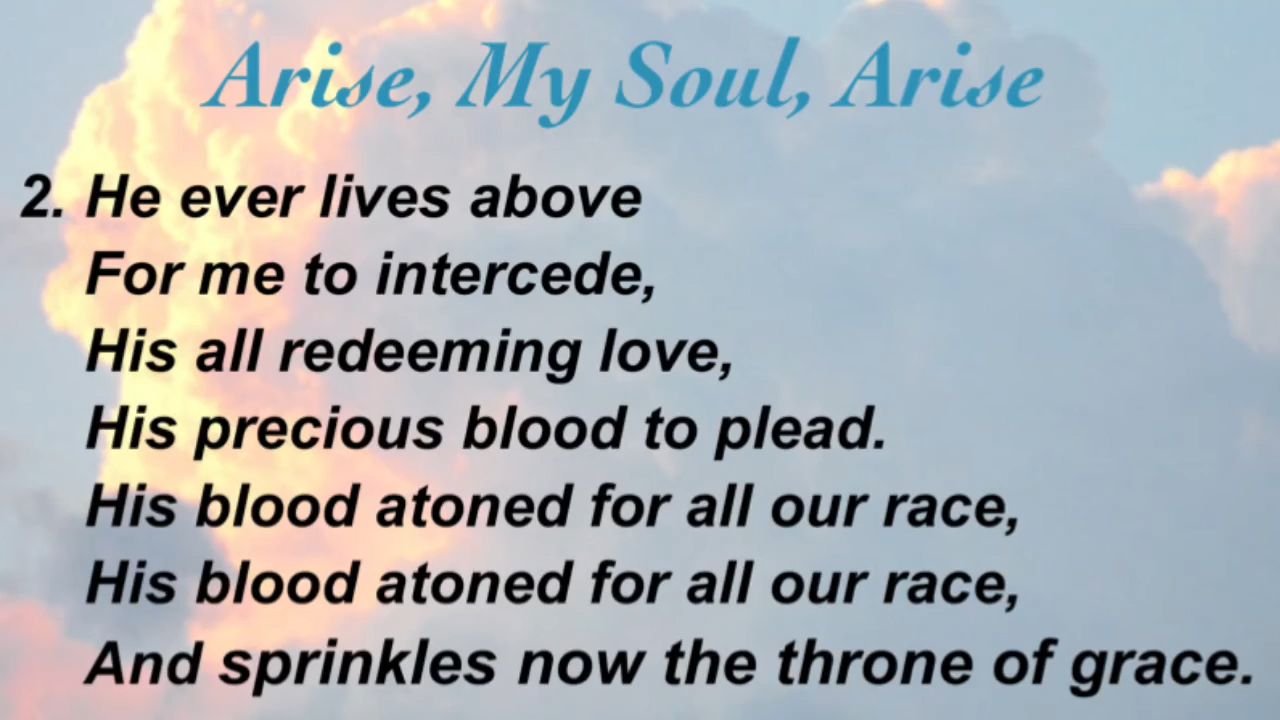 Arise, My Soul, Arise
2. He ever lives above
For me to intercede,
His all redeeming love,
His precious blood to plead.
His blood atoned for all our race,
His blood atoned for all our race,
And sprinkles now the throne of grace.